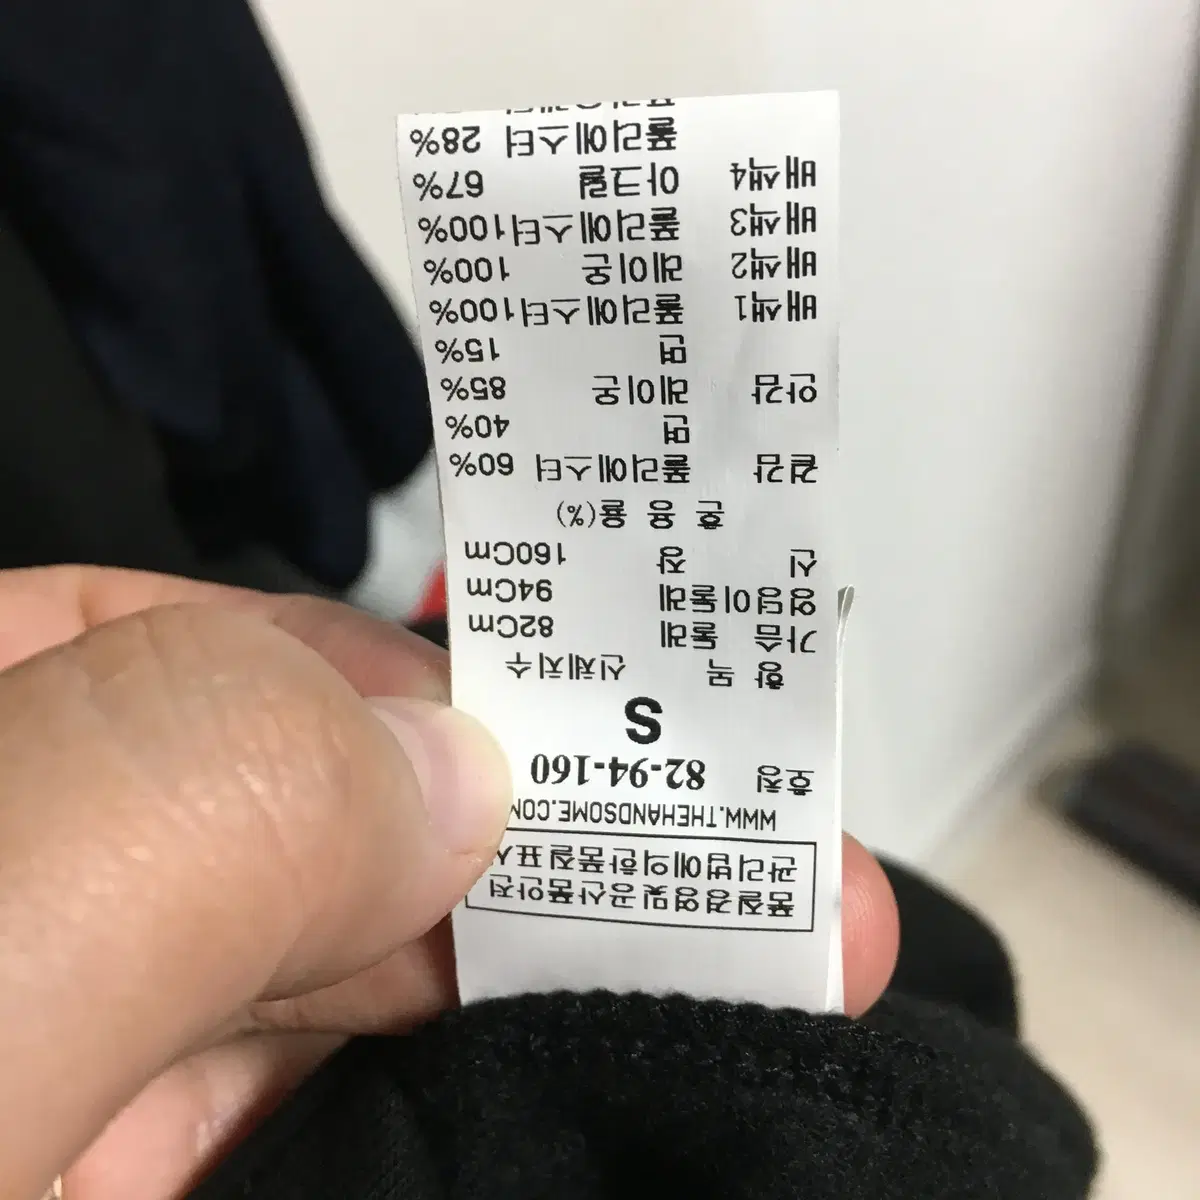 품질경영및공산품안전
관리법에의한품질표시
WWW.THEHANDSOME.COM
호칭 82-94-160
S
항 목 신체치수
가슴 둘레 82Cm
엉덩이둘레 94Cm
신 장 160Cm
혼 용 율(%)
겉감 폴리에스터 60%
면 40%
안감 레이온 85%
면 15%
배색1 폴리에스터100%
배색2 레이온 100%
배색3 폴리에스터100%
배색4 아크릴 67%
폴리에스터 28%